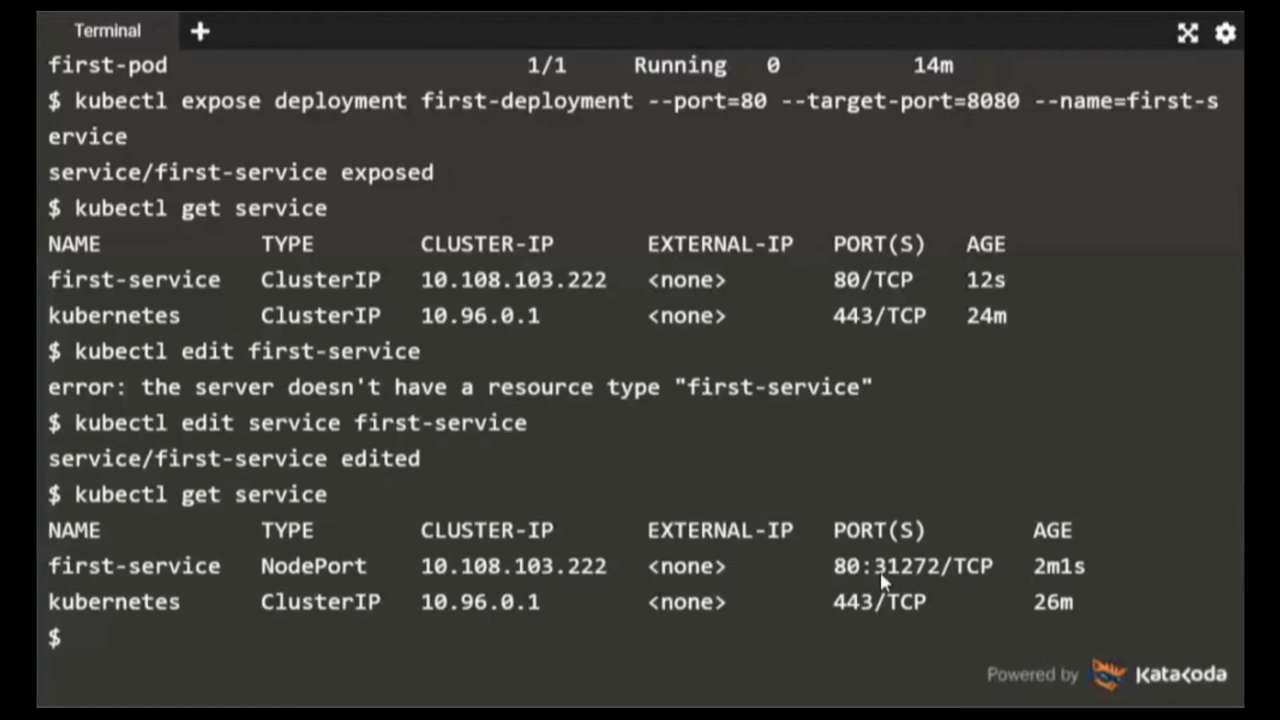 Terminal +
first-pod 1/1 Running 0 14m
$ kubectl expose deployment first-deployment --port=80 --target-port=8080 --name=first-s
ervice
service/first-service exposed
$ kubectl get service
NAME TYPE CLUSTER-IP EXTERNAL-IP PORT(S) AGE
first-service ClusterIP 10.108.103.222 <none> 80/TCP 12s
kubernetes ClusterIP 10.96.0.1 <none> 443/TCP 24m
$ kubectl edit first-service
error: the server doesn't have a resource type "first-service"
$ kubectl edit service first-service
service/first-service edited
$ kubectl get service
NAME TYPE CLUSTER-IP EXTERNAL-IP PORT(S) AGE
first-service NodePort 10.108.103.222 <none> 80:31272/TCP 2m1s
kubernetes ClusterIP 10.96.0.1 <none> 443/TCP 26m
$
Powered by Katacoda